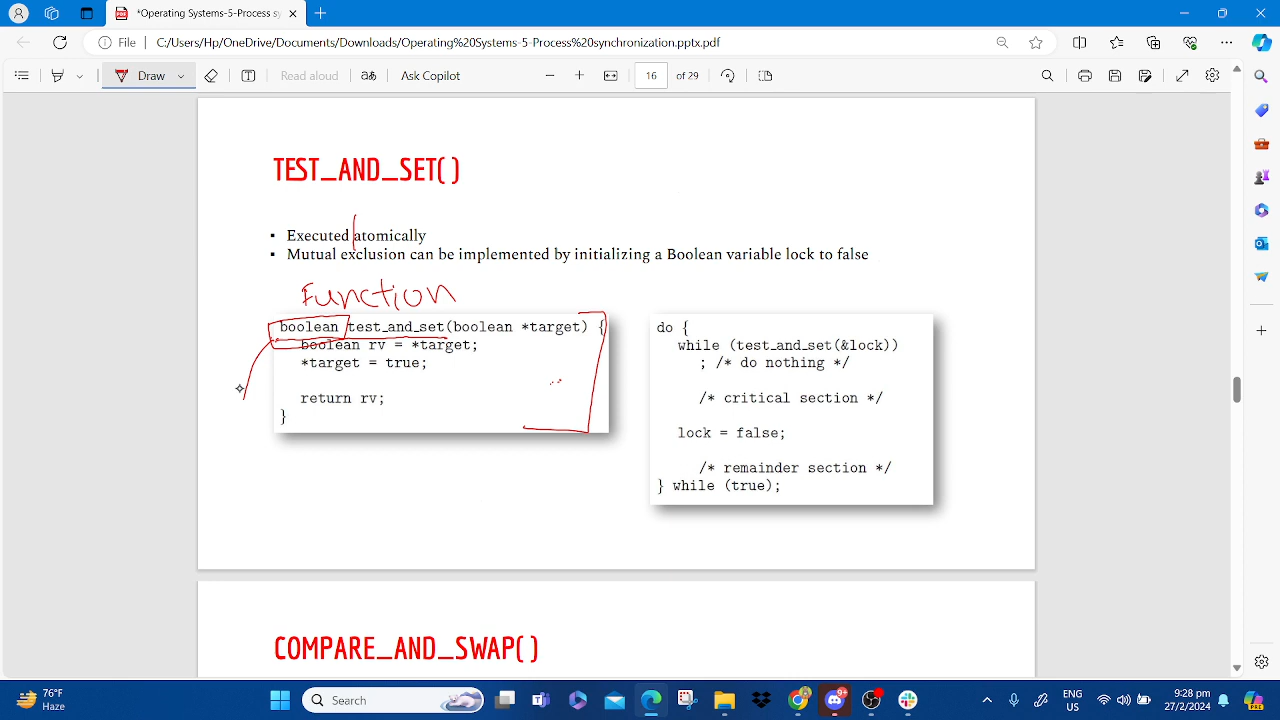 *Operating Systems-5-Process sy
File
C:/Users/Hp/OneDrive/Documents/Downloads/Operating%20Systems-5-Process%20synchronization.pptx.pdf
Draw
Read aloud
Ask Copilot
16
of 29
TEST_AND_SET()
▪ Executed atomically
▪ Mutual exclusion can be implemented by initializing a Boolean variable lock to false
Function
boolean test_and_set(boolean *target) {
boolean rv = *target;
*target = true;
return rv;
}
do {
while (test_and_set(&lock))
; /* do nothing */
/* critical section */
lock = false;
/* remainder section */
} while (true);
COMPARE_AND_SWAP()
76°F
Haze
Search
9+
ENG
US
9:28 pm
27/2/2024